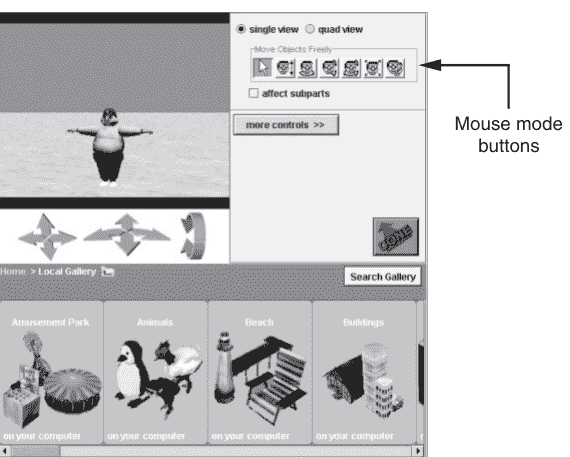 single view quad view
Move Objects Freely
affect subparts
more controls >>
Mouse mode
buttons
DONE
Home > Local Gallery
Search Gallery
Amusement Park Animals Beach Buildings
on your computer on your computer on your computer on your computer